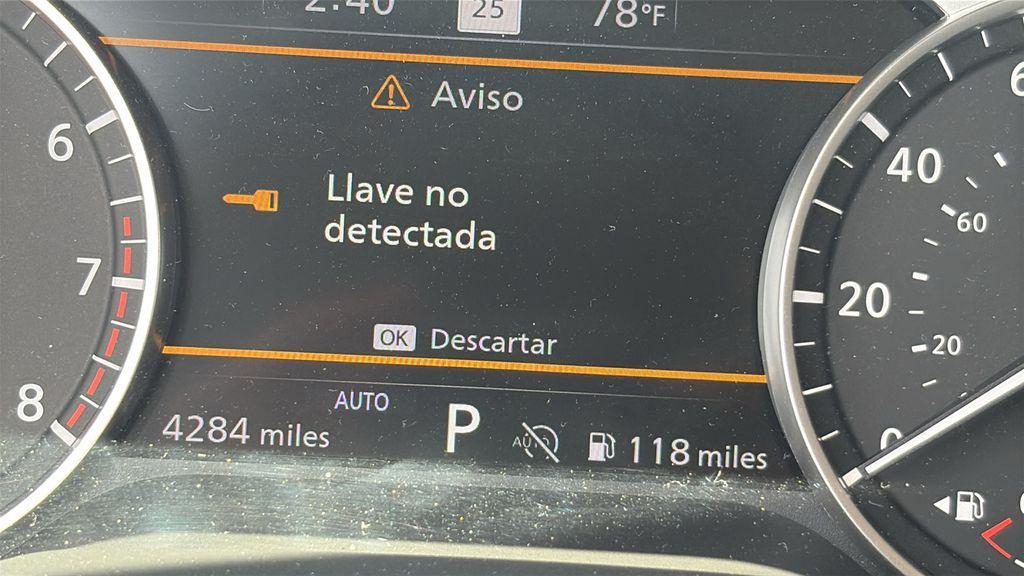 2:40
25
78°F
Aviso
Llave no
detectada
OK Descartar
AUTO
4284 miles
P
AUTO
118 miles
6
7
8
40
60
20
20
0